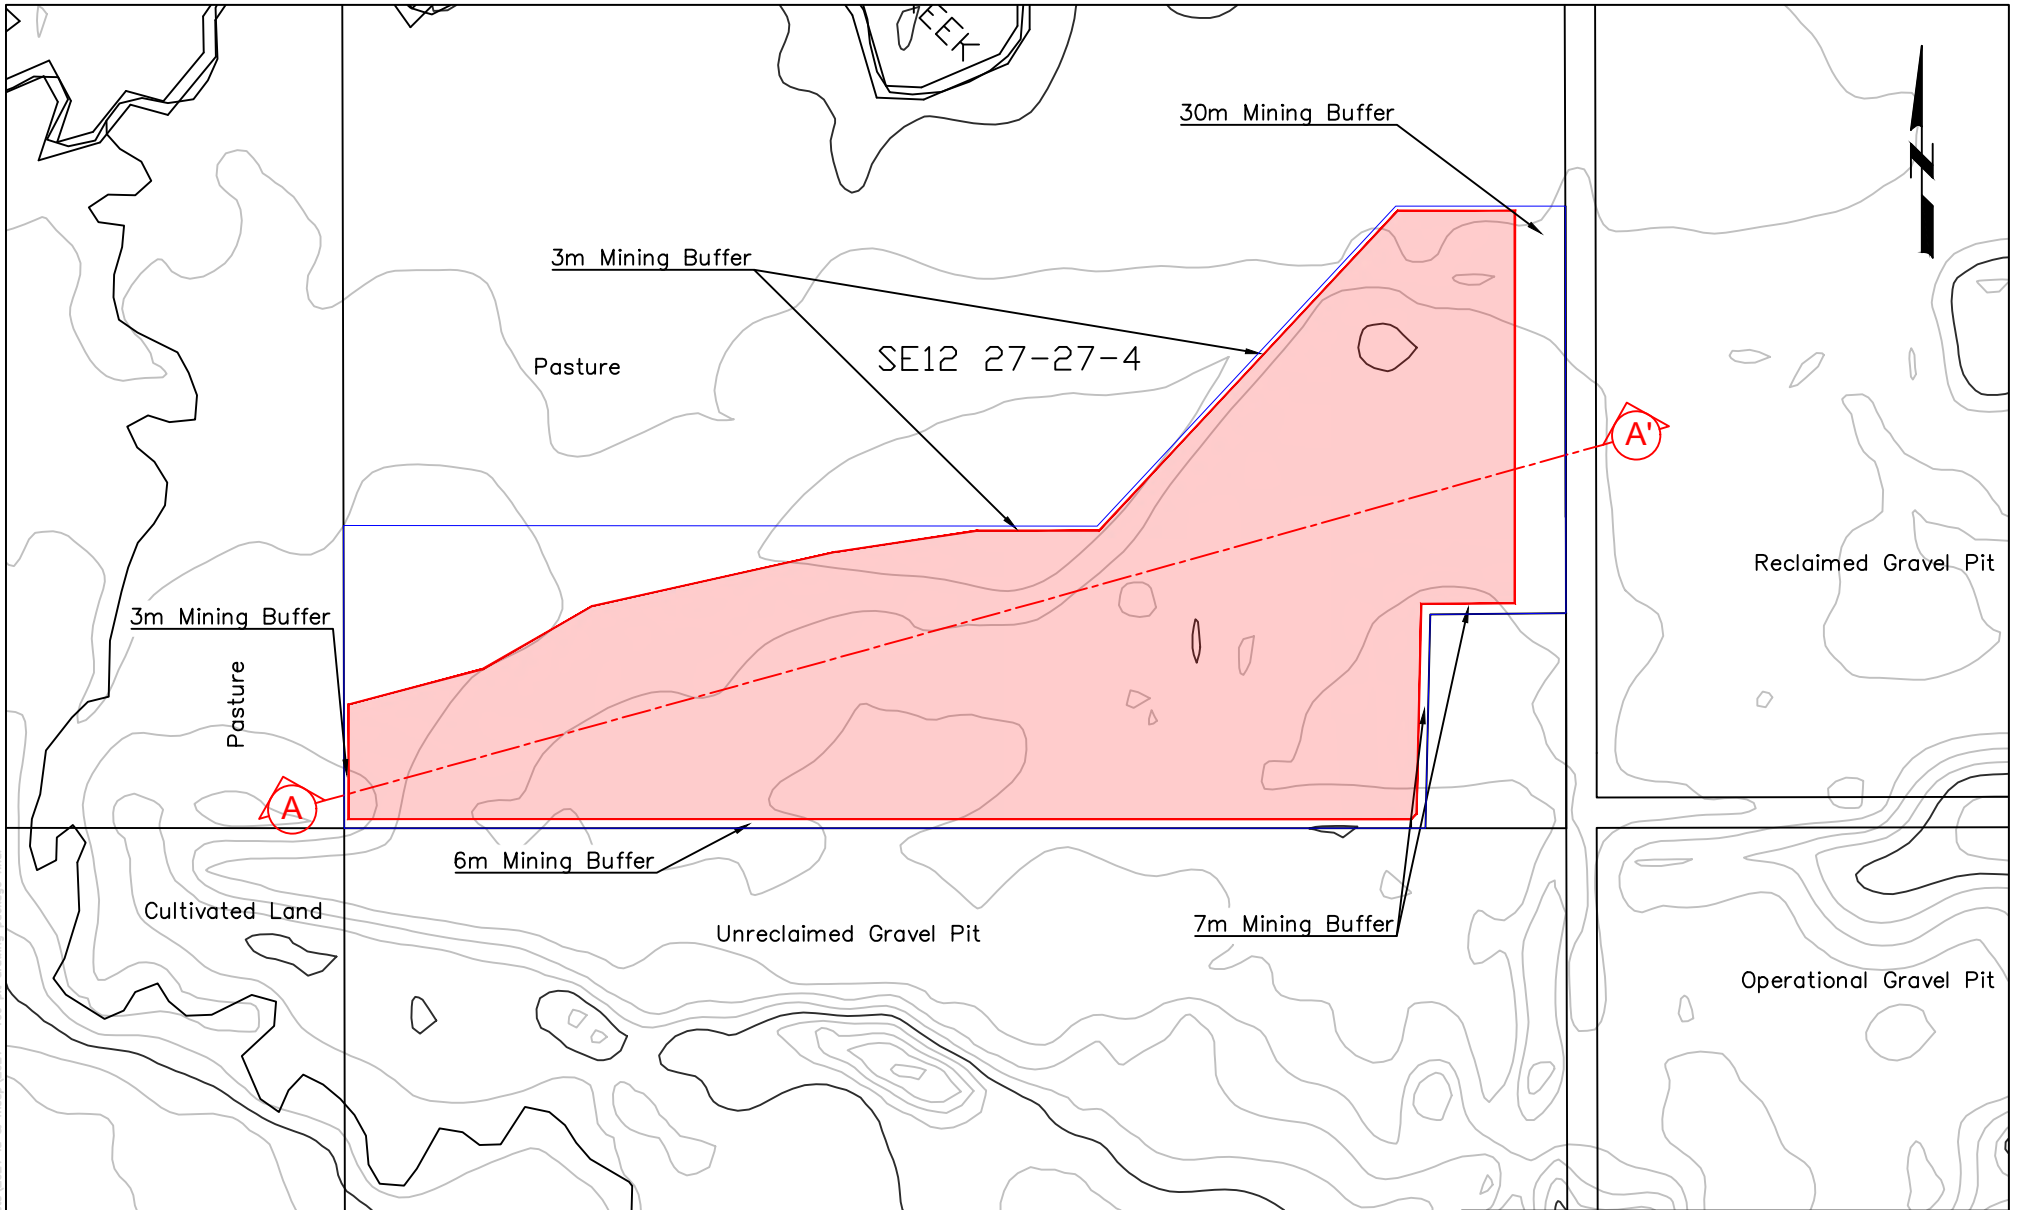 EEK
30m Mining Buffer
3m Mining Buffer
SE12 27-27-4
Pasture
A'
Reclaimed Gravel Pit
3m Mining Buffer
Pasture
A
6m Mining Buffer
Cultivated Land
Unreclaimed Gravel Pit
7m Mining Buffer
Operational Gravel Pit
N